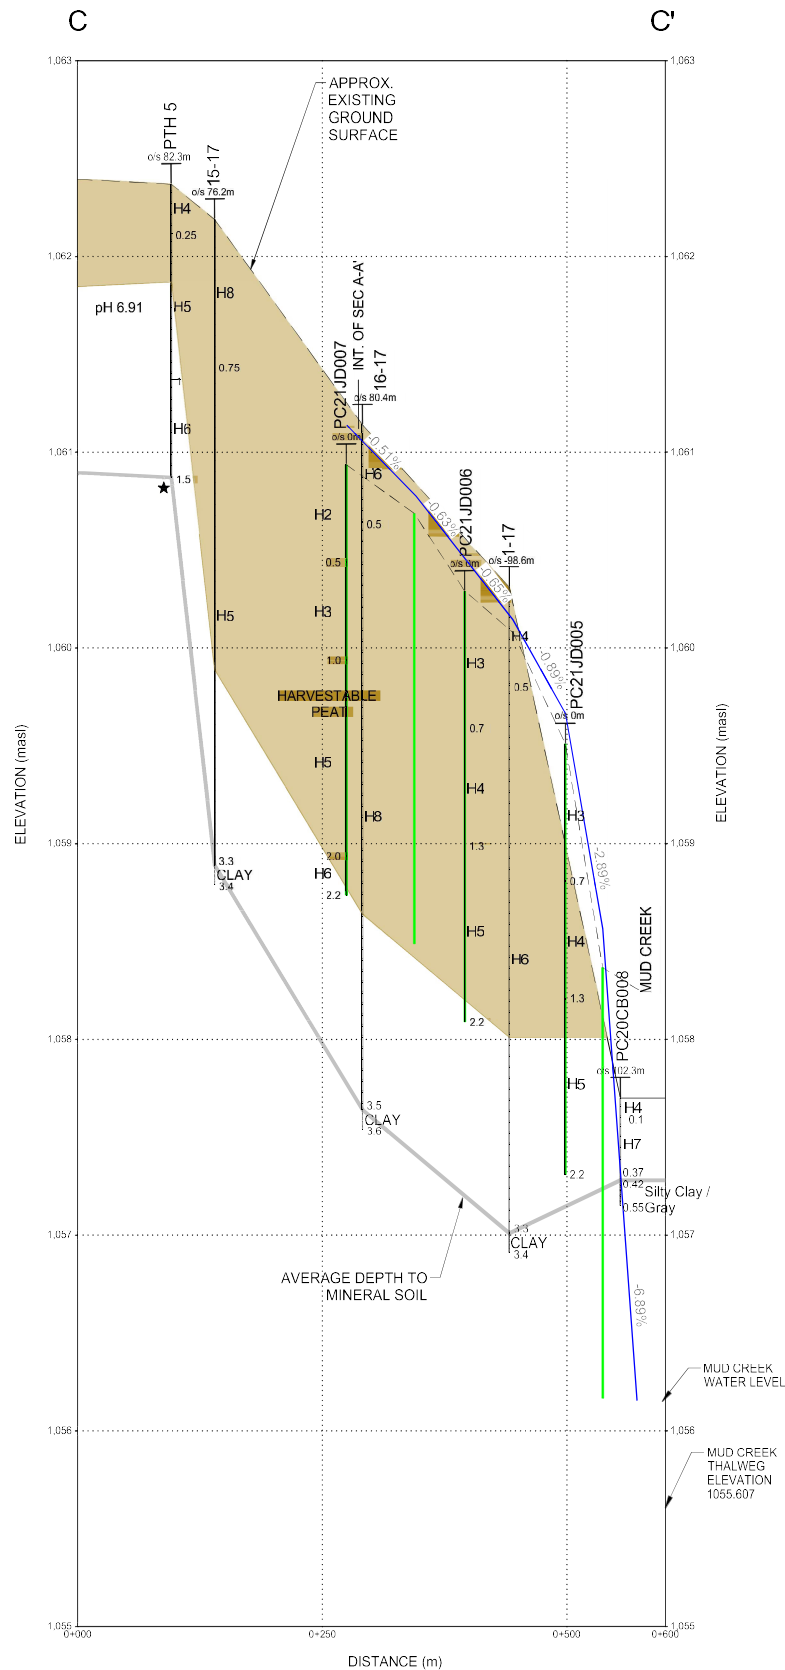 C
C'
1,063
1,063
APPROX.
EXISTING
GROUND
SURFACE
PTH 5
o/s 82.3m
15-17
o/s 76.2m
H4
0.25
1,062
1,062
H8
H5
pH 6.91
INT. OF SEC A-A'
0.75
1
16-17
o/s 80.4m
PC21JD007
o/s 0m
H6
1,061
1,061
-0.51%
H6
1.5
H2
0.5
-0.63%
PC21JD006
o/s 0m
1-17
o/s -98.6m
0.5
-0.65%
H3
H5
H4
1,060
1,060
-0.89%
PC21JD005
o/s 0m
1.0
H3
0.5
HARVESTABLE
PEAT
0.7
ELEVATION (masl)
ELEVATION (masl)
H5
H4
H8
H3
1,059
1,059
2.0
1.3
-2.89%
3.3
CLAY
3.4
H6
2.2
0.7
H5
H4
H6
MUD CREEK
1.3
2.2
1,058
1,058
PC20CB008
o/s 102.3m
H5
3.5
CLAY
3.6
H4
0.1
H7
2.2
0.37
0.42
0.55
Silty Clay /
Gray
1,057
1,057
3.3
CLAY
3.4
AVERAGE DEPTH TO
MINERAL SOIL
-6.89%
MUD CREEK
WATER LEVEL
1,056
1,056
MUD CREEK
THALWEG
ELEVATION
1055.607
1,055
1,055
0+000
0+250
0+500
0+600
DISTANCE (m)